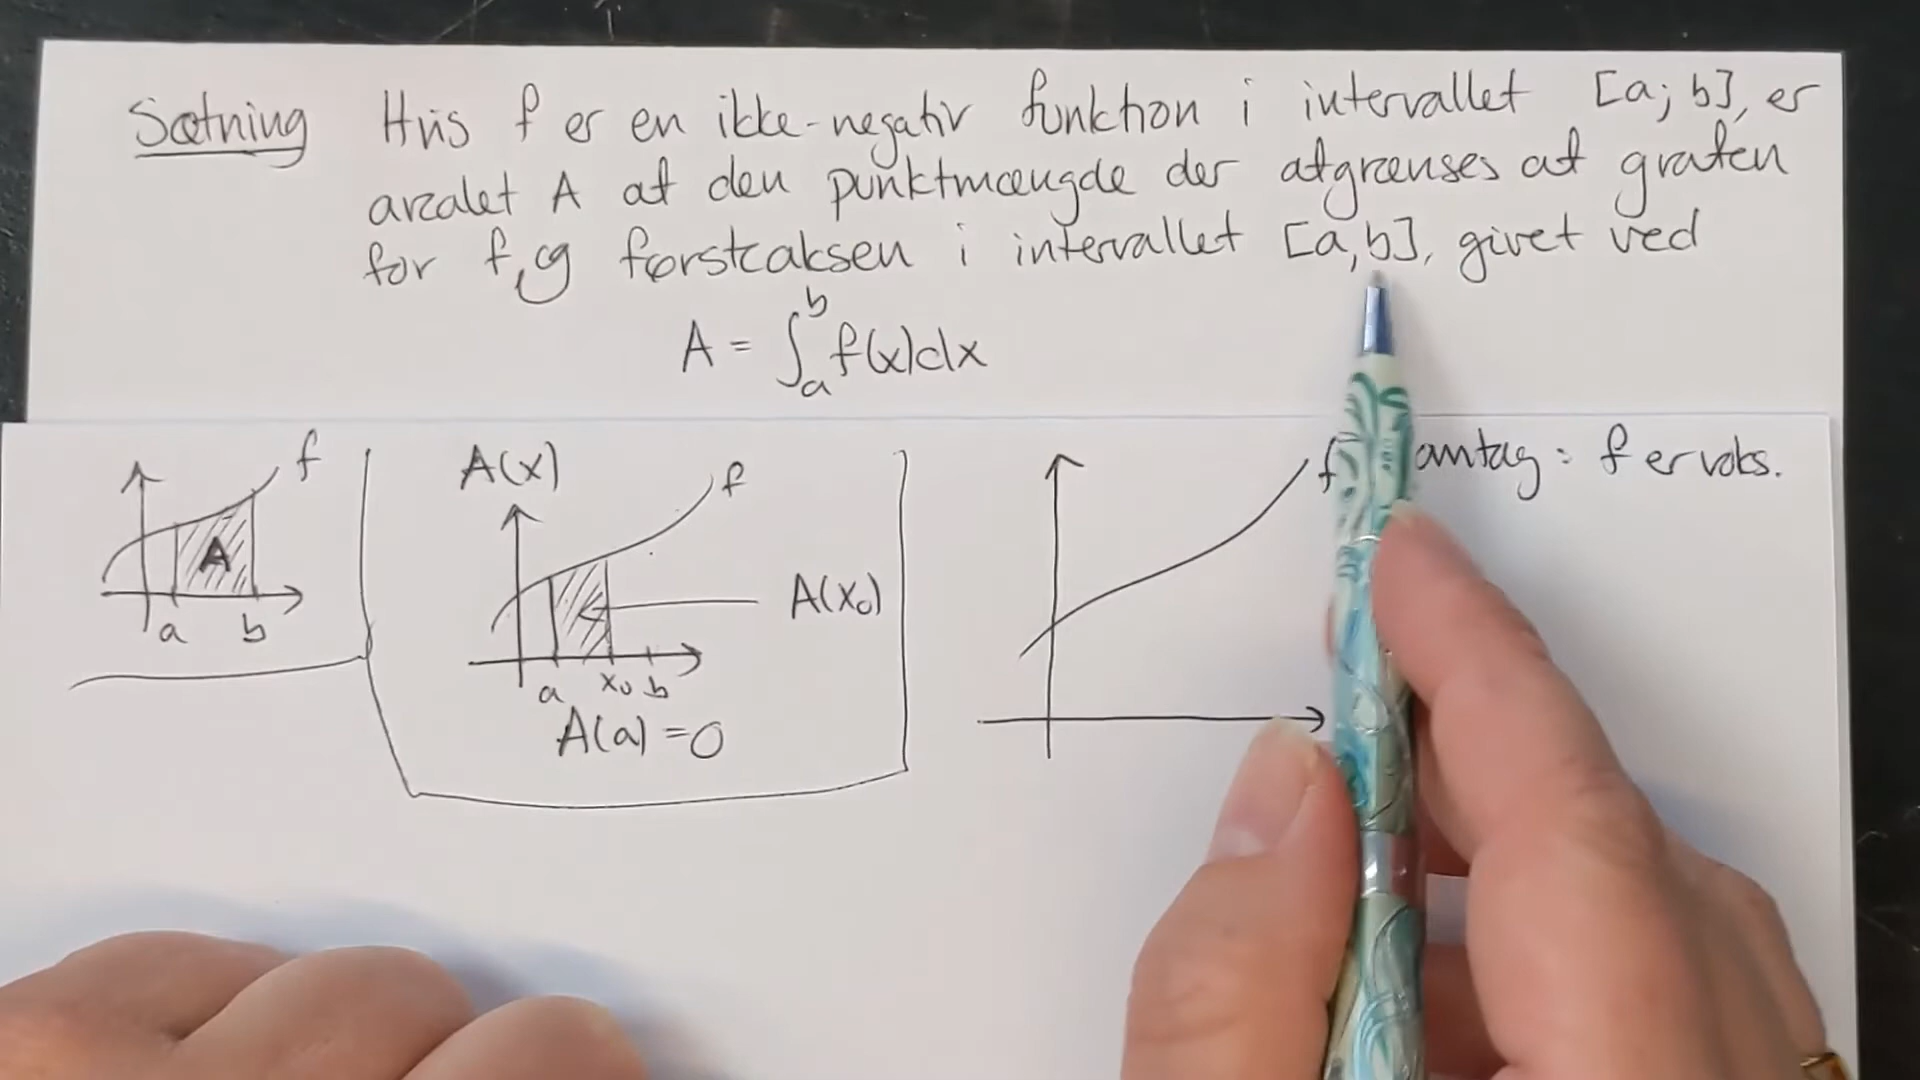 Sætning Hvis f er en ikke-negativ funktion i intervallet [a; b], er
arealet A af den punktmængde der afgrænses af grafen
for f, og førsteaksen i intervallet [a,b], givet ved
A = ∫_a^b f(x)dx
f
A
a b
A(x)
f
A(x₀)
a x₀ b
A(a) = 0
f
antag: f er voks.